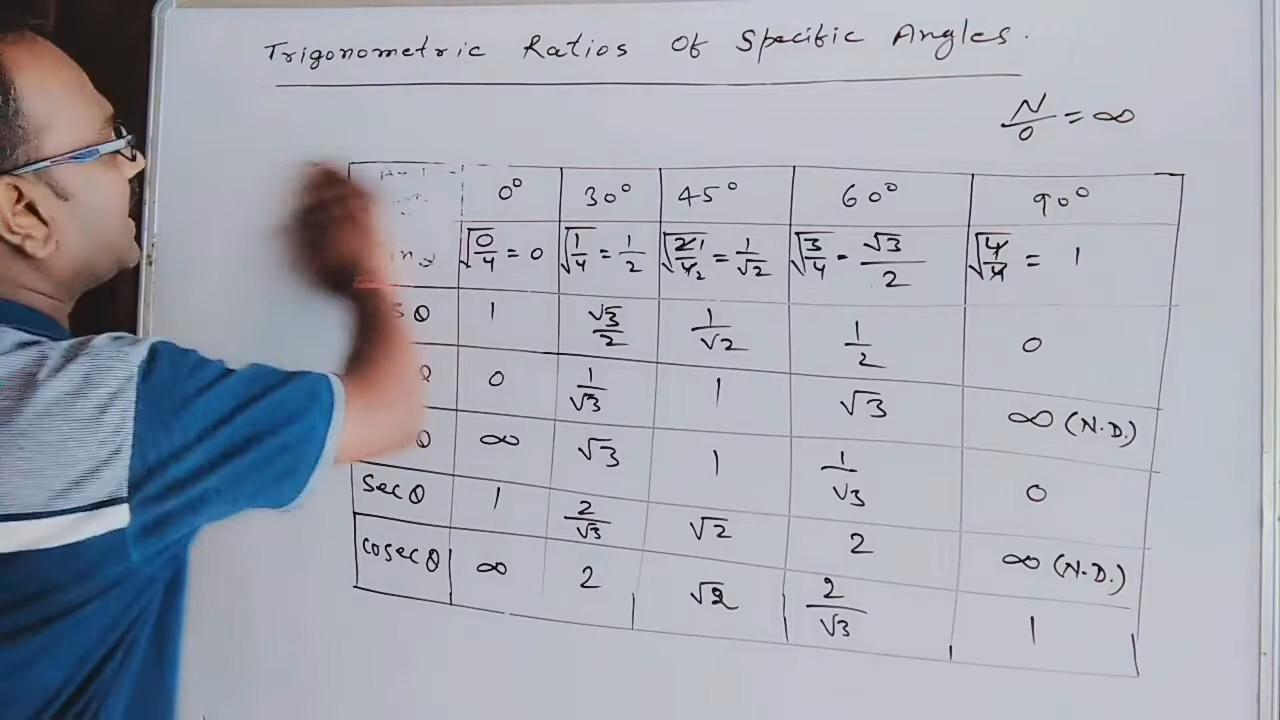 Trigonometric Ratios Of Specific Angles.
N/0 = ∞
0° 30° 45° 60° 90°
√(0/4) = 0 √(1/4) = 1/2 √(2/4) 1 2 = 1/√2 √(3/4) - √3/2 √(4/4) = 1
θ 1 √3/2 1/√2 1/2 0
0 1/√3 1 √3 ∞ (N.D.)
θ ∞ √3 1 1/√3 0
Secθ 1 2/√3 √2 2 ∞ (N.D.)
cosecθ ∞ 2 √2 2/√3 1